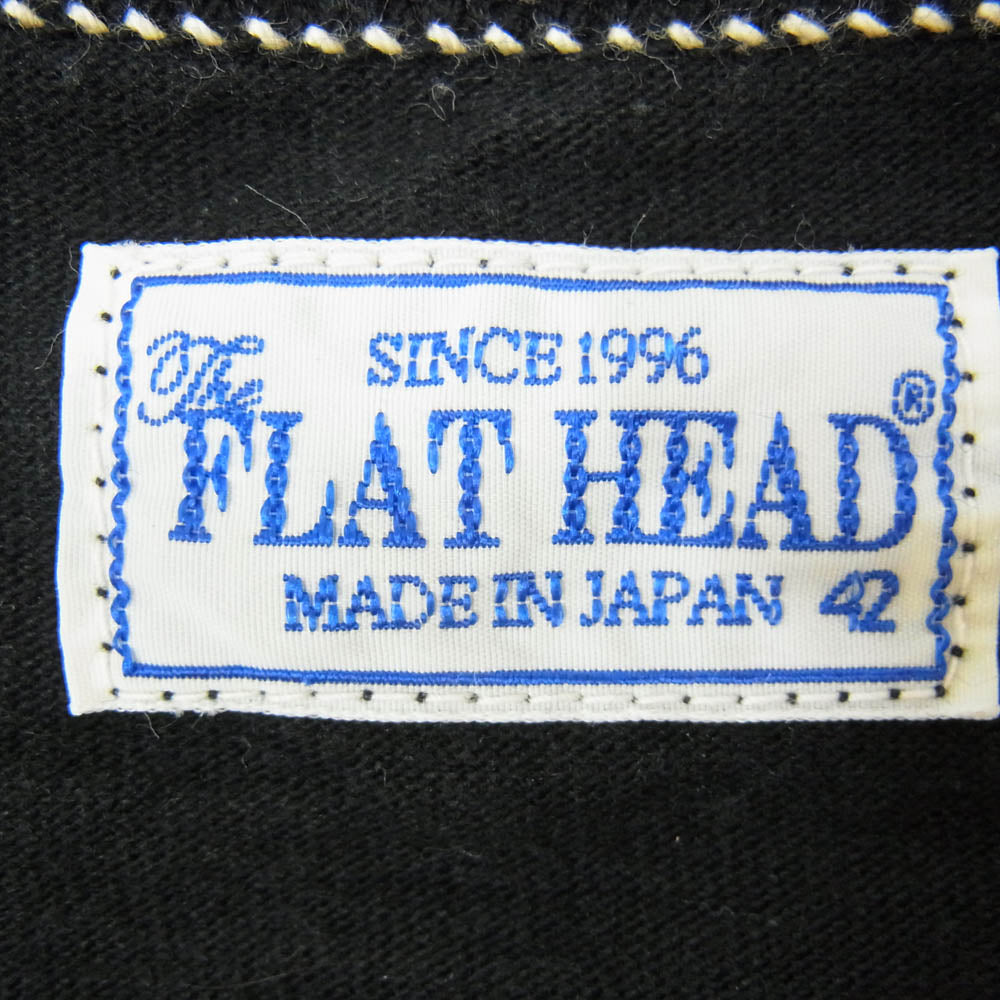 SINCE 1996
The
FLAT HEAD®
MADE IN JAPAN 42